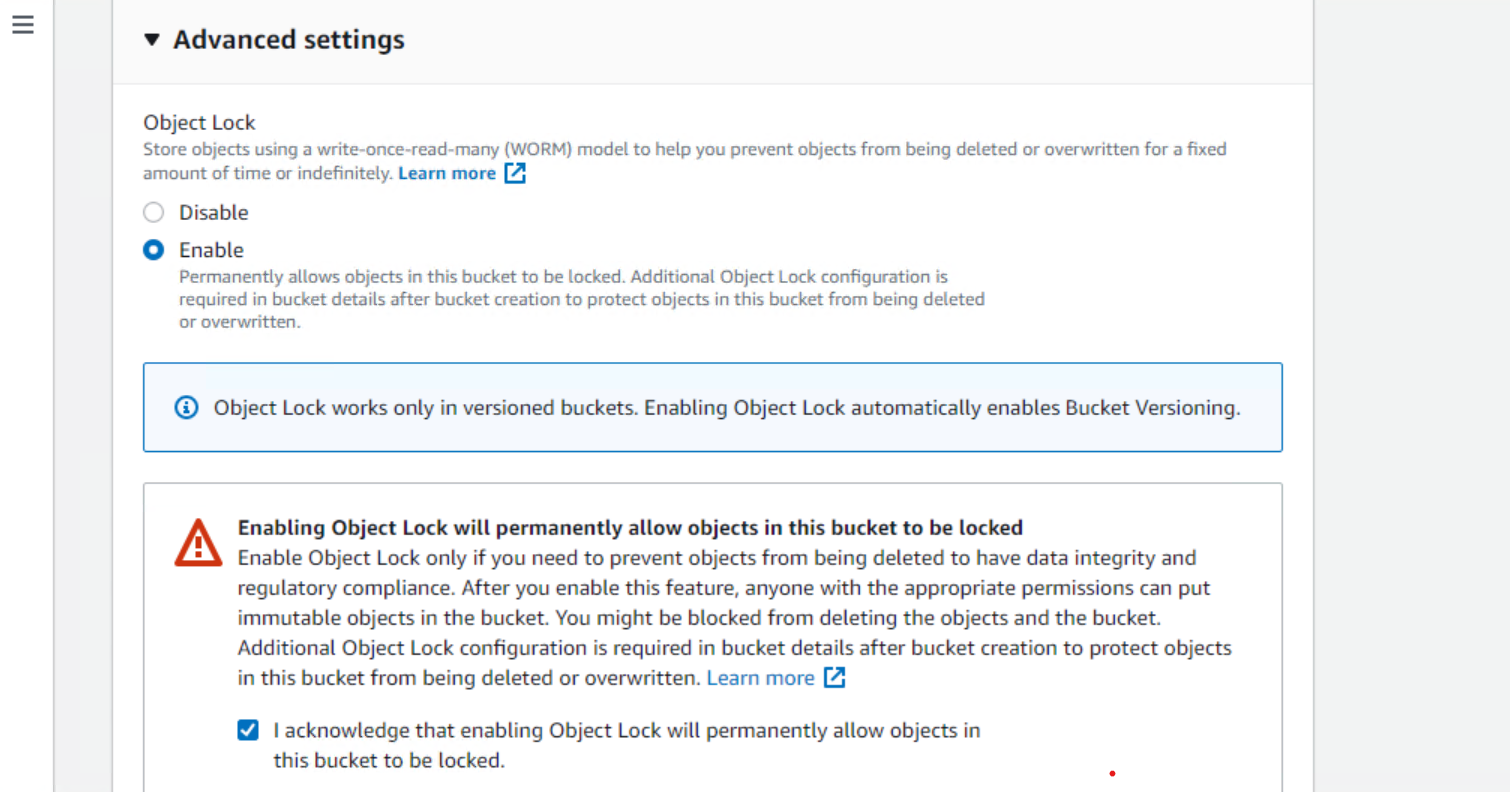 Advanced settings
Object Lock
Store objects using a write-once-read-many (WORM) model to help you prevent objects from being deleted or overwritten for a fixed
amount of time or indefinitely. Learn more
Disable
Enable
Permanently allows objects in this bucket to be locked. Additional Object Lock configuration is
required in bucket details after bucket creation to protect objects in this bucket from being deleted
or overwritten.
Object Lock works only in versioned buckets. Enabling Object Lock automatically enables Bucket Versioning.
Enabling Object Lock will permanently allow objects in this bucket to be locked
Enable Object Lock only if you need to prevent objects from being deleted to have data integrity and
regulatory compliance. After you enable this feature, anyone with the appropriate permissions can put
immutable objects in the bucket. You might be blocked from deleting the objects and the bucket.
Additional Object Lock configuration is required in bucket details after bucket creation to protect objects
in this bucket from being deleted or overwritten. Learn more
I acknowledge that enabling Object Lock will permanently allow objects in
this bucket to be locked.